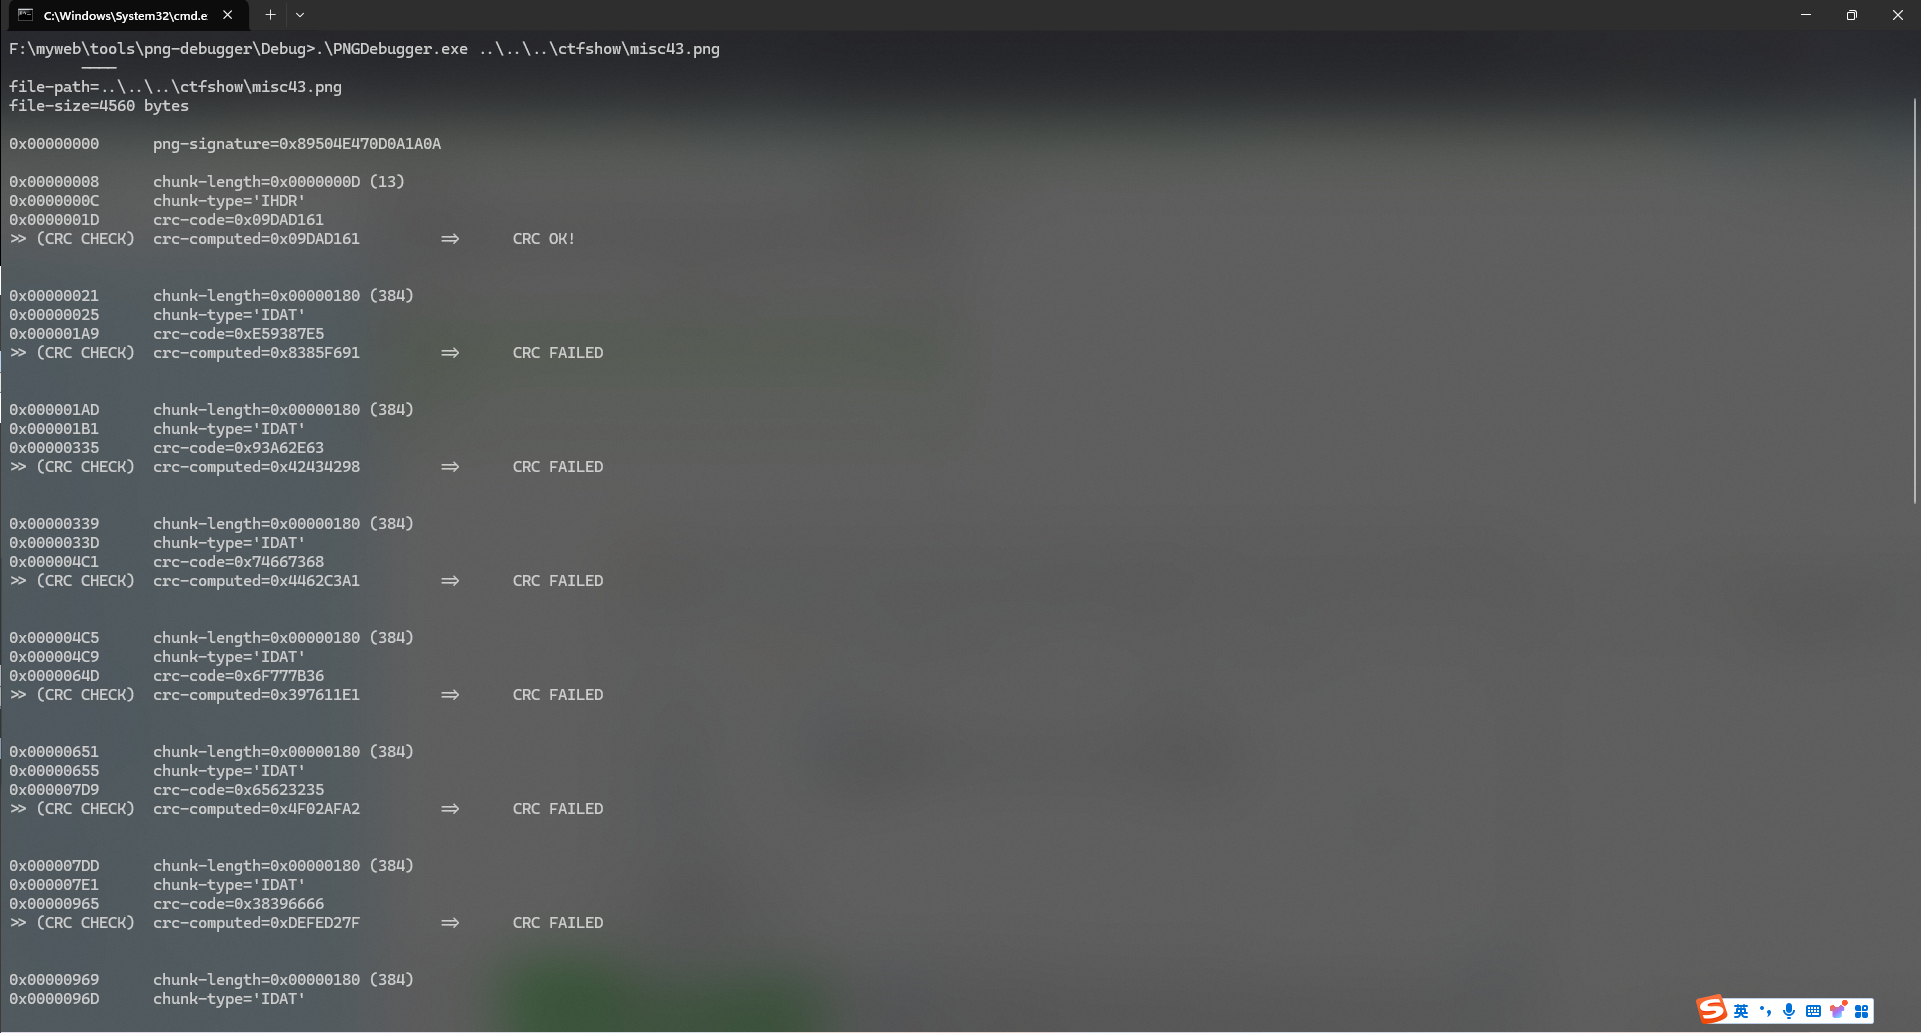 C:\Windows\System32\cmd.e
F:\myweb\tools\png-debugger\Debug>.\PNGDebugger.exe ..\..\..\ctfshow\misc43.png
____
file-path=..\..\..\ctfshow\misc43.png
file-size=4560 bytes
0x00000000 png-signature=0x89504E470D0A1A0A
0x00000008 chunk-length=0x0000000D (13)
0x0000000C chunk-type='IHDR'
0x0000001D crc-code=0x09DAD161
>> (CRC CHECK) crc-computed=0x09DAD161 => CRC OK!
0x00000021 chunk-length=0x00000180 (384)
0x00000025 chunk-type='IDAT'
0x000001A9 crc-code=0xE59387E5
>> (CRC CHECK) crc-computed=0x8385F691 => CRC FAILED
0x000001AD chunk-length=0x00000180 (384)
0x000001B1 chunk-type='IDAT'
0x00000335 crc-code=0x93A62E63
>> (CRC CHECK) crc-computed=0x42434298 => CRC FAILED
0x00000339 chunk-length=0x00000180 (384)
0x0000033D chunk-type='IDAT'
0x000004C1 crc-code=0x74667368
>> (CRC CHECK) crc-computed=0x4462C3A1 => CRC FAILED
0x000004C5 chunk-length=0x00000180 (384)
0x000004C9 chunk-type='IDAT'
0x0000064D crc-code=0x6F777B36
>> (CRC CHECK) crc-computed=0x397611E1 => CRC FAILED
0x00000651 chunk-length=0x00000180 (384)
0x00000655 chunk-type='IDAT'
0x000007D9 crc-code=0x65623235
>> (CRC CHECK) crc-computed=0x4F02AFA2 => CRC FAILED
0x000007DD chunk-length=0x00000180 (384)
0x000007E1 chunk-type='IDAT'
0x00000965 crc-code=0x38396666
>> (CRC CHECK) crc-computed=0xDEFED27F => CRC FAILED
0x00000969 chunk-length=0x00000180 (384)
0x0000096D chunk-type='IDAT'
S 英